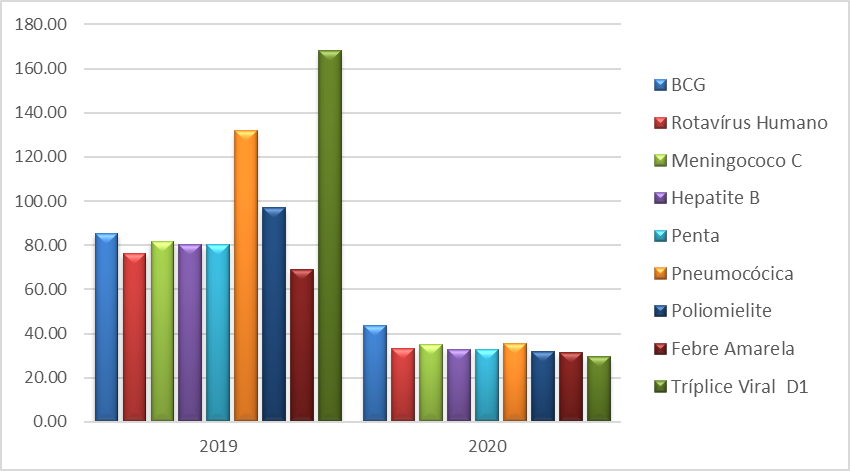 180.00
160.00
140.00
120.00
100.00
80.00
60.00
40.00
20.00
0.00
2019
2020
BCG
Rotavírus Humano
Meningococo C
Hepatite B
Penta
Pneumocócica
Poliomielite
Febre Amarela
Tríplice Viral  D1